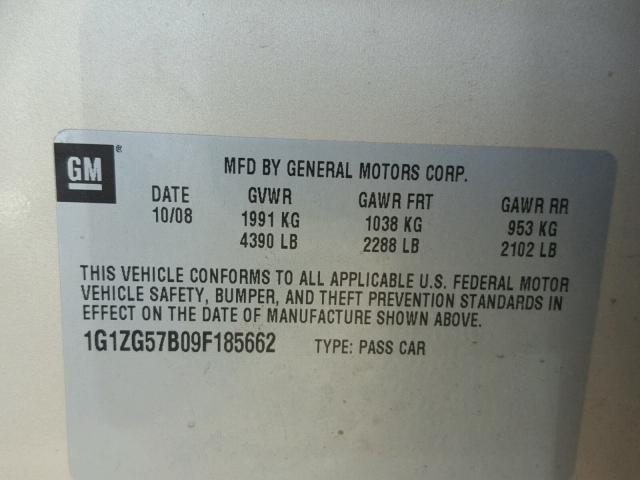 GM®
MFD BY GENERAL MOTORS CORP.
DATE GVWR GAWR FRT GAWR RR
10/08 1991 KG 1038 KG 953 KG
4390 LB 2288 LB 2102 LB
THIS VEHICLE CONFORMS TO ALL APPLICABLE U.S. FEDERAL MOTOR
VEHICLE SAFETY, BUMPER, AND THEFT PREVENTION STANDARDS IN
EFFECT ON THE DATE OF MANUFACTURE SHOWN ABOVE.
1G1ZG57B09F185662 TYPE: PASS CAR